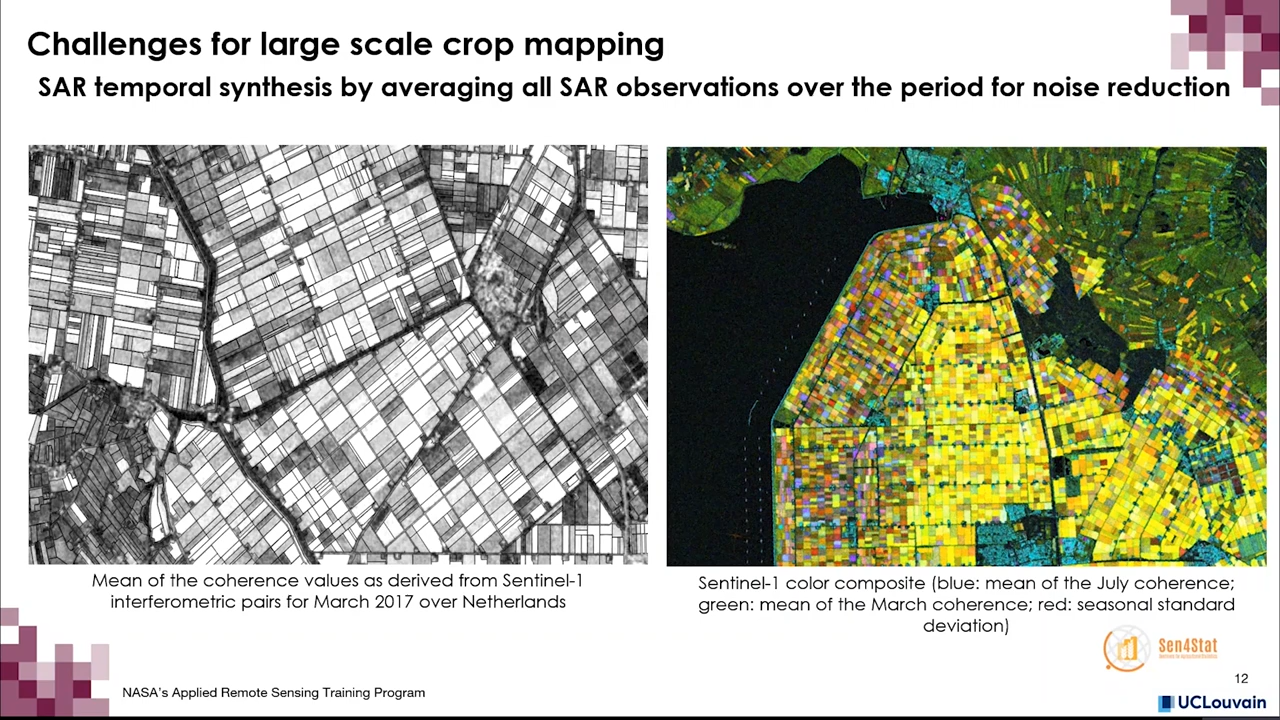 Challenges for large scale crop mapping
SAR temporal synthesis by averaging all SAR observations over the period for noise reduction
Mean of the coherence values as derived from Sentinel-1
interferometric pairs for March 2017 over Netherlands
Sentinel-1 color composite (blue: mean of the July coherence;
green: mean of the March coherence; red: seasonal standard
deviation)
Sen4Stat
12
NASA's Applied Remote Sensing Training Program
UCLouvain